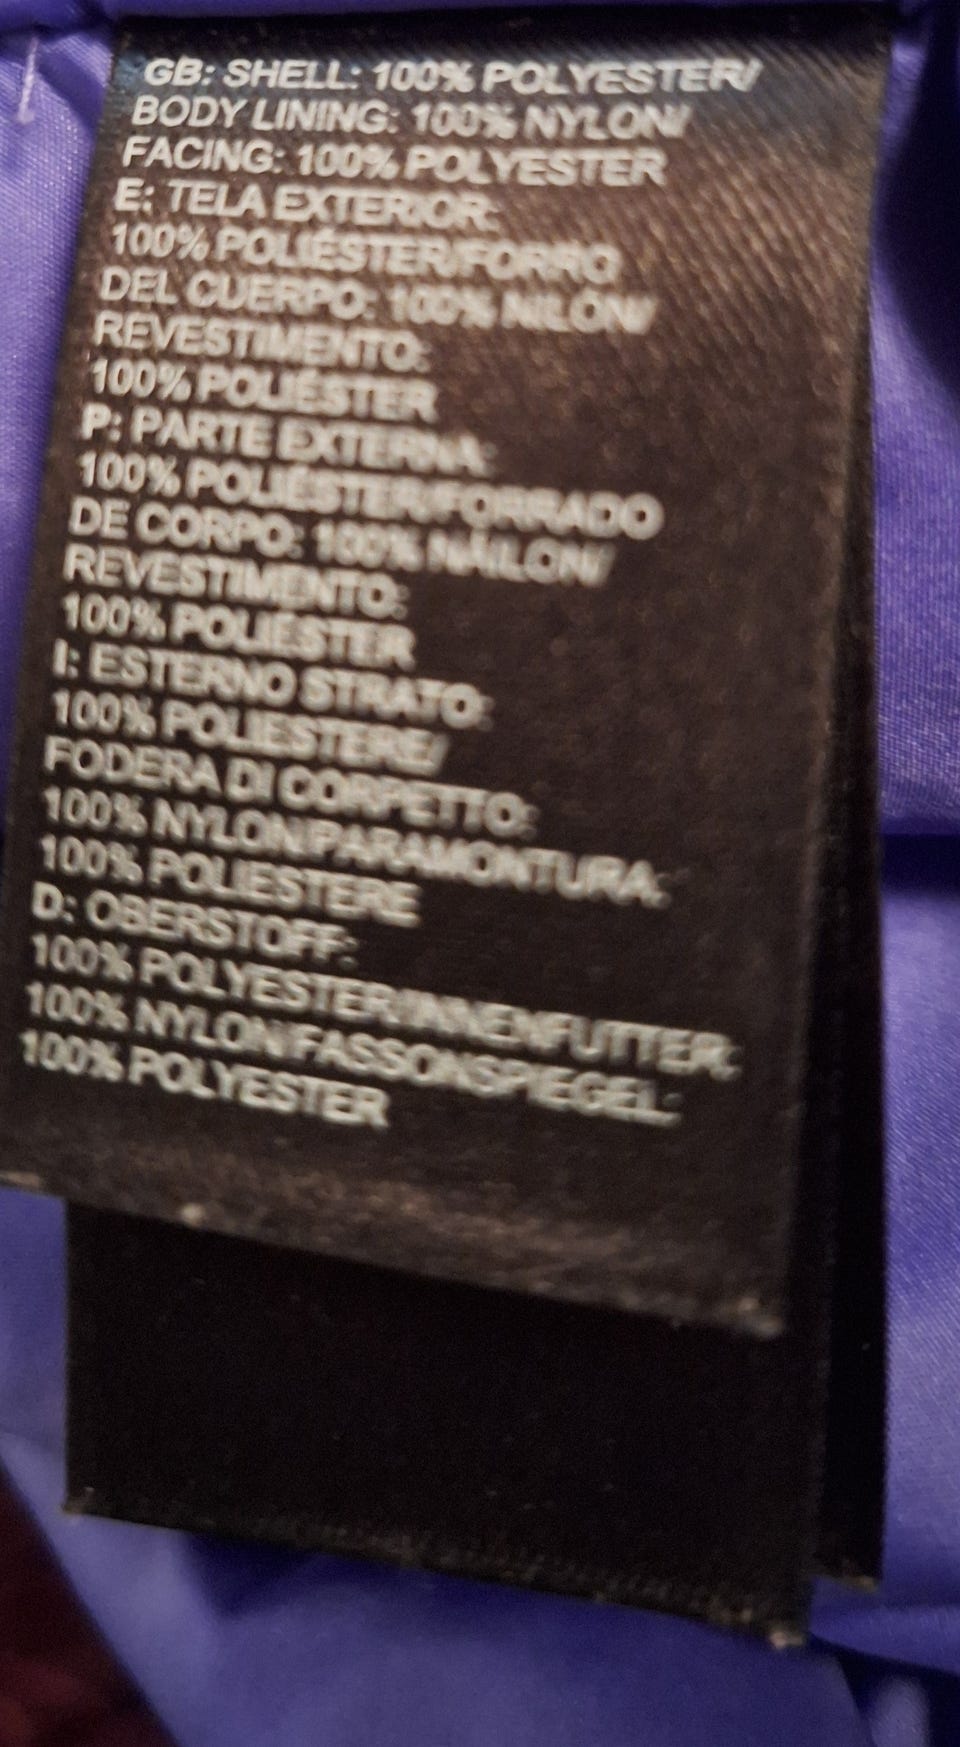 GB: SHELL: 100% POLYESTER/
BODY LINING: 100% NYLON/
FACING: 100% POLYESTER
E: TELA EXTERIOR:
100% POLIÉSTER/FORRO
DEL CUERPO: 100% NILÓN/
REVESTIMENTO:
100% POLIÉSTER
P: PARTE EXTERNA:
100% POLIÉSTER/FORRADO
DE CORPO: 100% NÁILON/
REVESTIMENTO:
100% POLIÉSTER
I: ESTERNO STRATO:
100% POLIESTERE/
FODERA DI CORPETTO:
100% NYLON/PARAMONTURA:
100% POLIESTERE
D: OBERSTOFF:
100% POLYESTER/INNENFUTTER:
100% NYLON/FASSONSPIEGEL:
100% POLYESTER